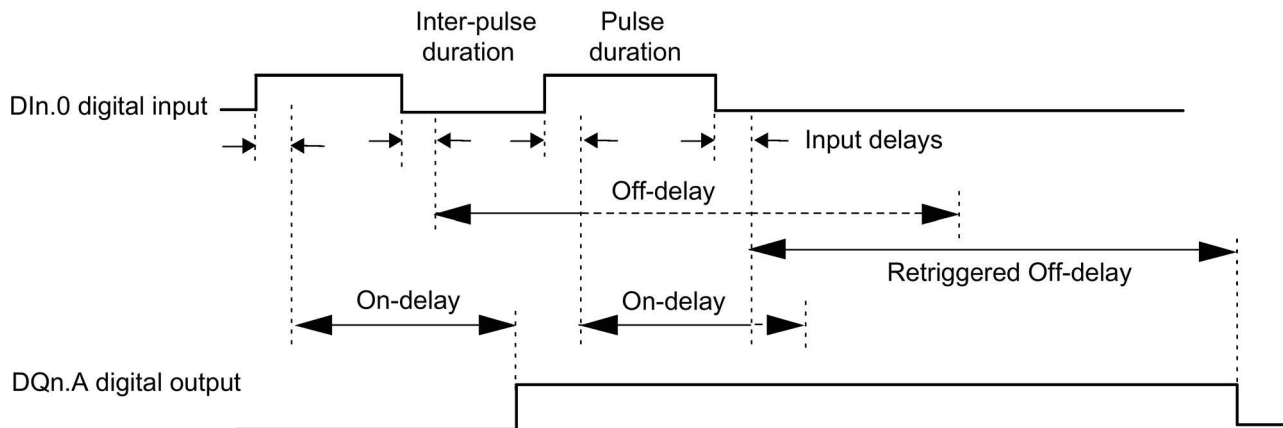 Inter-pulse
duration
Pulse
duration
DIn.0 digital input
Input delays
Off-delay
Retriggered Off-delay
On-delay
On-delay
DQn.A digital output